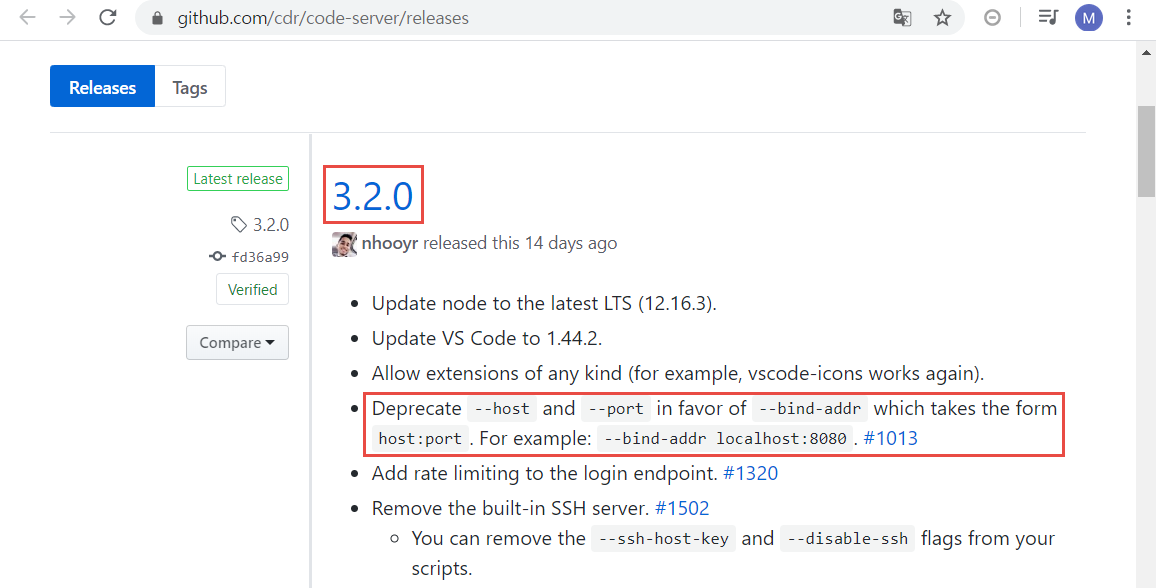 github.com/cdr/code-server/releases
M
Releases
Tags
Latest release
3.2.0
fd36a99
Verified
Compare
3.2.0
nhooyr released this 14 days ago
• Update node to the latest LTS (12.16.3).
• Update VS Code to 1.44.2.
• Allow extensions of any kind (for example, vscode-icons works again).
• Deprecate --host and --port in favor of --bind-addr which takes the form
host:port. For example: --bind-addr localhost:8080. #1013
• Add rate limiting to the login endpoint. #1320
• Remove the built-in SSH server. #1502
◦ You can remove the --ssh-host-key and --disable-ssh flags from your
scripts.